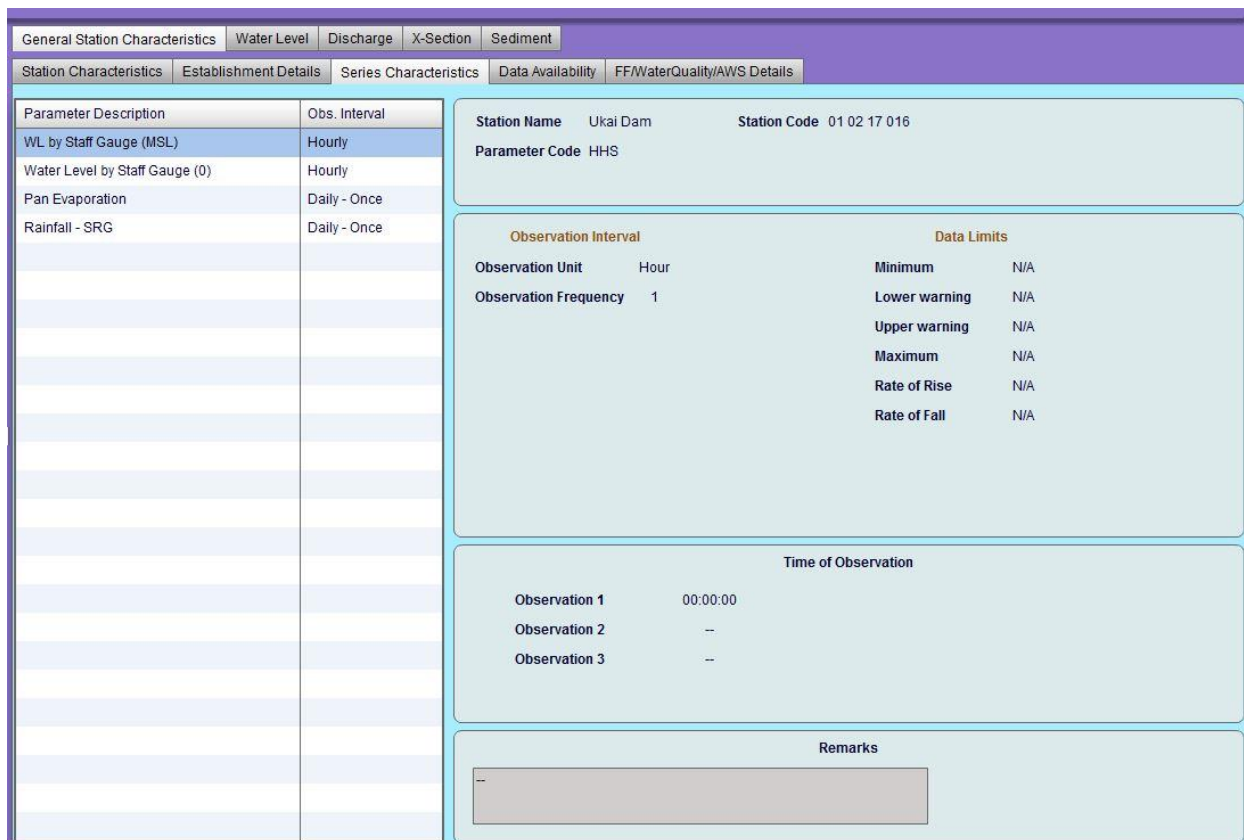 General Station Characteristics Water Level Discharge X-Section Sediment
Station Characteristics Establishment Details Series Characteristics Data Availability FF/WaterQuality/AWS Details
Parameter Description Obs. Interval
WL by Staff Gauge (MSL) Hourly
Water Level by Staff Gauge (0) Hourly
Pan Evaporation Daily - Once
Rainfall - SRG Daily - Once
Station Name Ukai Dam Station Code 01 02 17 016
Parameter Code HHS
Observation Interval Data Limits
Observation Unit Hour Minimum N/A
Observation Frequency 1 Lower warning N/A
Upper warning N/A
Maximum N/A
Rate of Rise N/A
Rate of Fall N/A
Time of Observation
Observation 1 00:00:00
Observation 2 --
Observation 3 --
Remarks
--